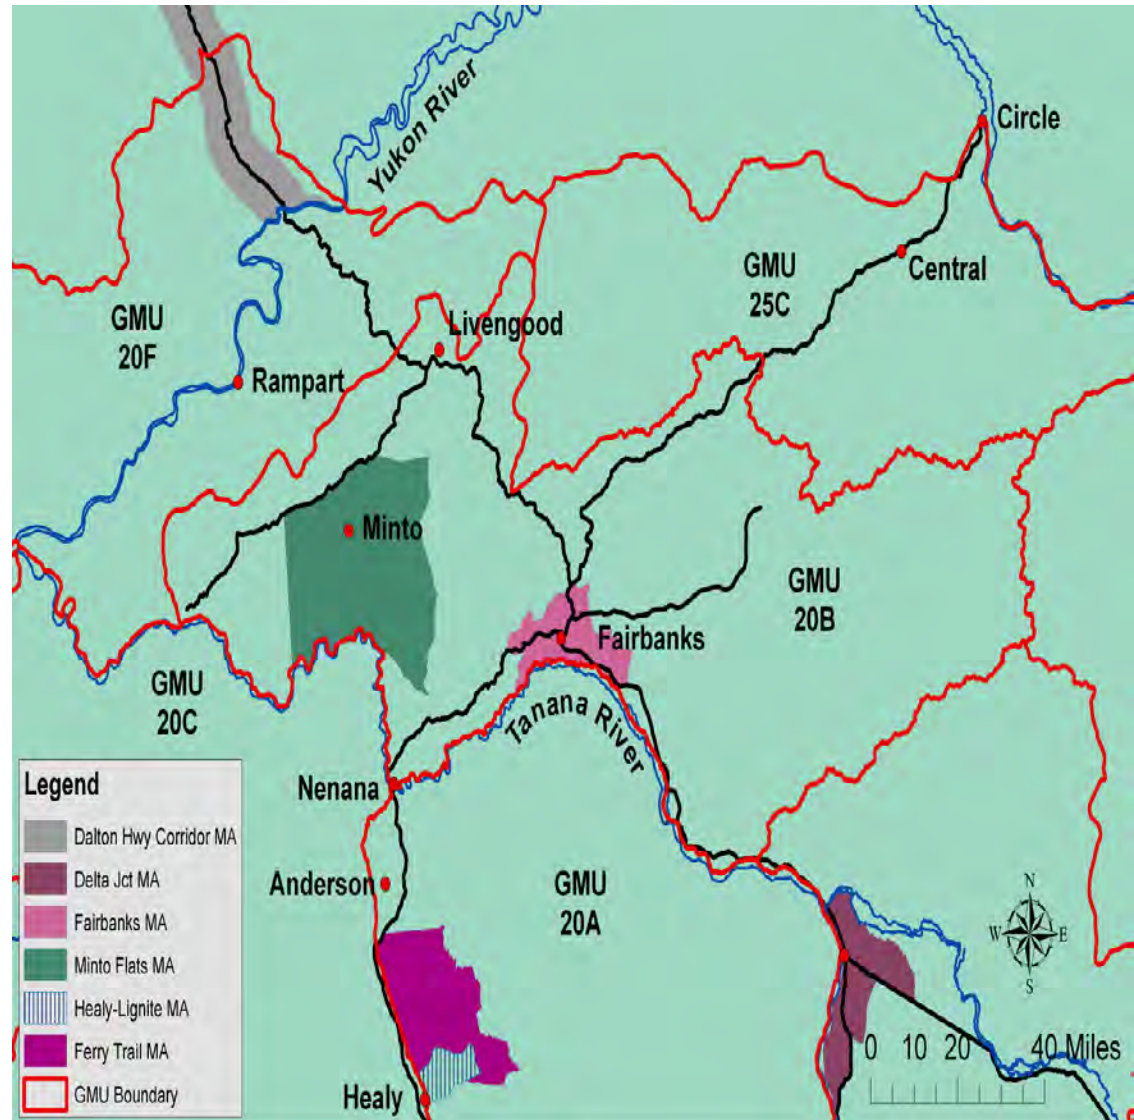 Yukon River
Circle
Central
GMU
25C
GMU
20F
Livengood
Rampart
Minto
GMU
20B
Fairbanks
GMU
20C
Tanana River
Nenana
Anderson
GMU
20A
Healy
Legend
Dalton Hwy Corridor MA
Delta Jct MA
Fairbanks MA
Minto Flats MA
Healy-Lignite MA
Ferry Trail MA
GMU Boundary
N
W
E
S
0 10 20 40 Miles